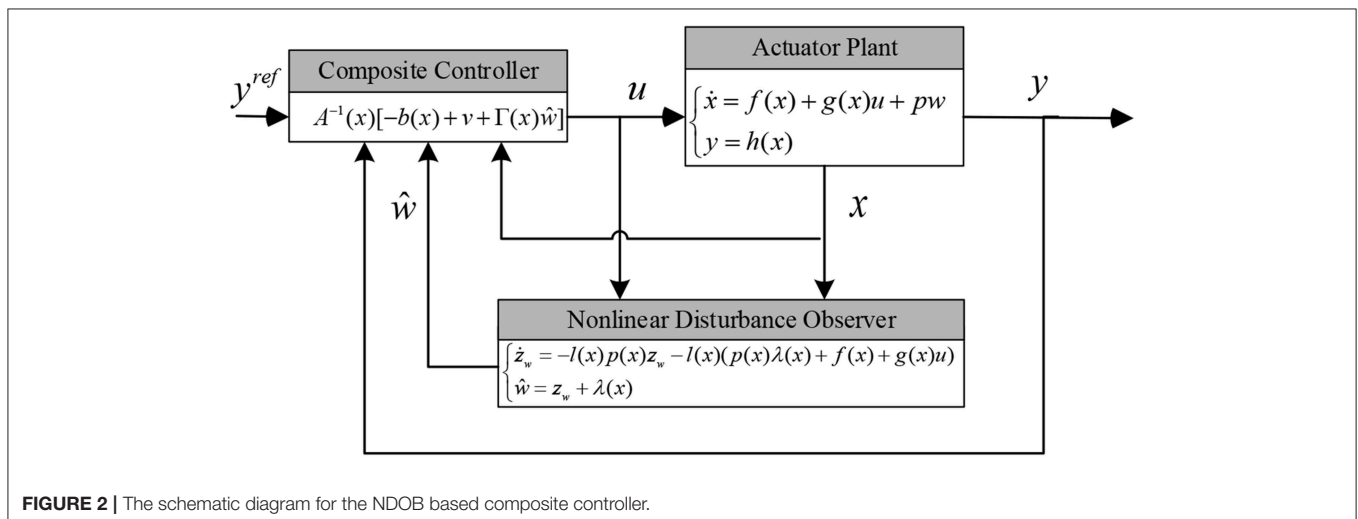 Composite Controller
y^{ref}
A^{-1}(x)[-b(x)+v+Γ(x)ŵ]
u
Actuator Plant
ẋ = f(x)+g(x)u+pw
y = h(x)
y
ŵ
x
Nonlinear Disturbance Observer
ż_w = -l(x)p(x)z_w - l(x)(p(x)λ(x)+f(x)+g(x)u)
ŵ = z_w + λ(x)
FIGURE 2 | The schematic diagram for the NDOB based composite controller.